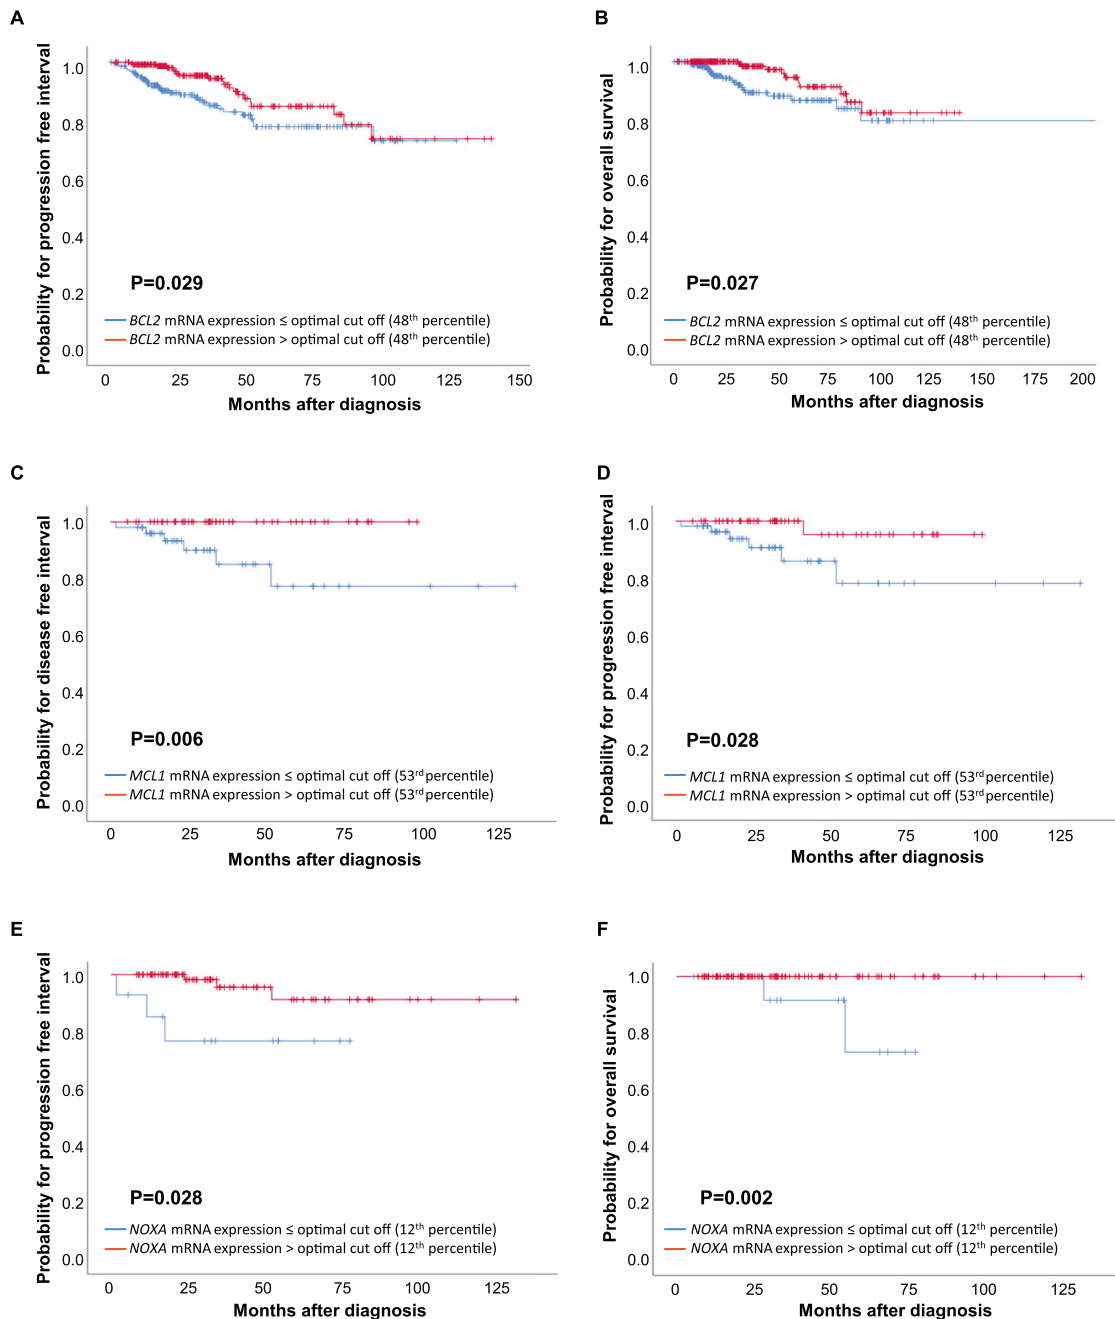 A
Probability for progression free interval
1.0
0.8
0.6
0.4
0.2
0.0
P=0.029
BCL2 mRNA expression ≤ optimal cut off (48th percentile)
BCL2 mRNA expression > optimal cut off (48th percentile)
0 25 50 75 100 125 150
Months after diagnosis
B
Probability for overall survival
1.0
0.8
0.6
0.4
0.2
0.0
P=0.027
BCL2 mRNA expression ≤ optimal cut off (48th percentile)
BCL2 mRNA expression > optimal cut off (48th percentile)
0 25 50 75 100 125 150 175 200
Months after diagnosis
C
Probability for disease free interval
1.0
0.8
0.6
0.4
0.2
0.0
P=0.006
MCL1 mRNA expression ≤ optimal cut off (53rd percentile)
MCL1 mRNA expression > optimal cut off (53rd percentile)
0 25 50 75 100 125
Months after diagnosis
D
Probability for progression free interval
1.0
0.8
0.6
0.4
0.2
0.0
P=0.028
MCL1 mRNA expression ≤ optimal cut off (53rd percentile)
MCL1 mRNA expression > optimal cut off (53rd percentile)
0 25 50 75 100 125
Months after diagnosis
E
Probability for progression free interval
1.0
0.8
0.6
0.4
0.2
0.0
P=0.028
NOXA mRNA expression ≤ optimal cut off (12th percentile)
NOXA mRNA expression > optimal cut off (12th percentile)
0 25 50 75 100 125
Months after diagnosis
F
Probability for overall survival
1.0
0.8
0.6
0.4
0.2
0.0
P=0.002
NOXA mRNA expression ≤ optimal cut off (12th percentile)
NOXA mRNA expression > optimal cut off (12th percentile)
0 25 50 75 100 125
Months after diagnosis